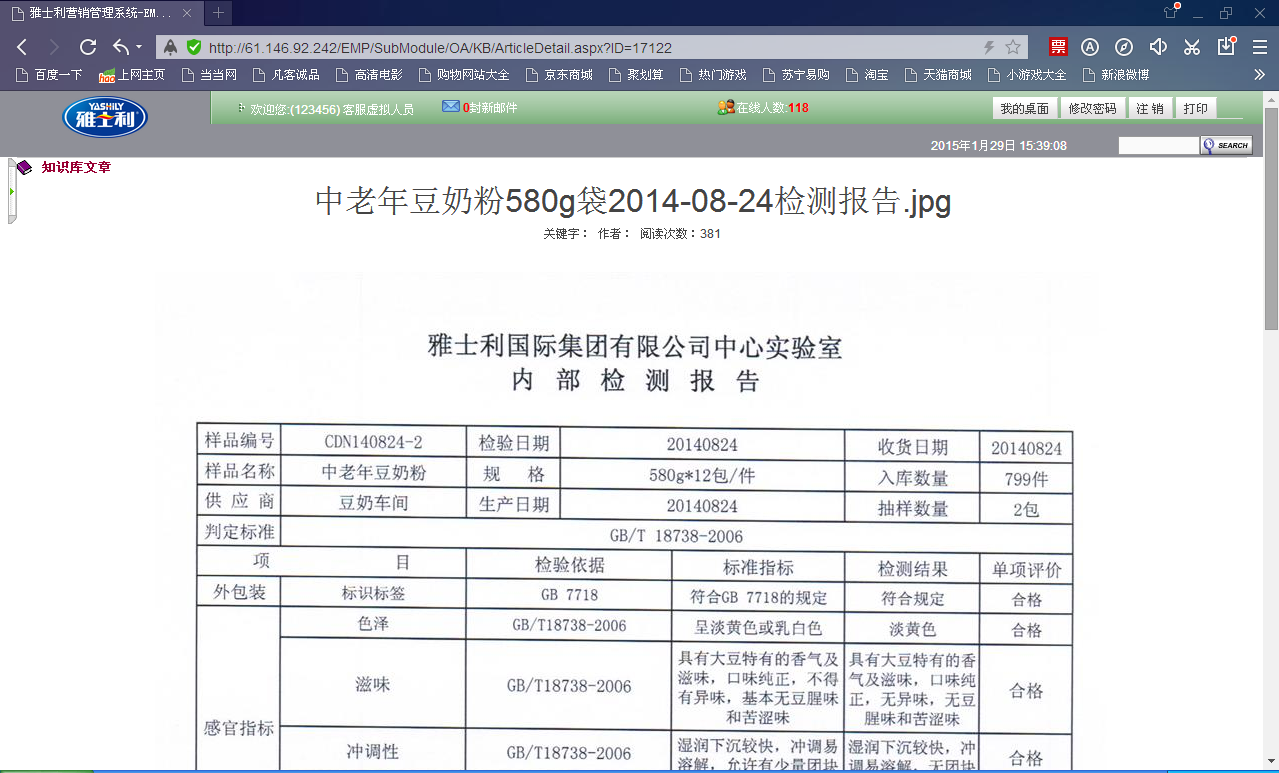 雅士利营销管理系统-EM...
http://61.146.92.242/EMP/SubModule/OA/KB/ArticleDetail.aspx?ID=17122
票
百度一下 hao 上网主页 当当网 凡客诚品 高清电影 购物网站大全 京东商城 聚划算 热门游戏 苏宁易购 淘宝 天猫商城 小游戏大全 新浪微博
YASHILY
雅士利
欢迎您:(123456) 客服虚拟人员 0封新邮件 在线人数:118 我的桌面 修改密码 注 销 打印
2015年1月29日 15:39:08 SEARCH
知识库文章
中老年豆奶粉580g袋2014-08-24检测报告.jpg
关键字： 作者： 阅读次数：381
雅士利国际集团有限公司中心实验室
内 部 检 测 报 告
样品编号 CDN140824-2 检验日期 20140824 收货日期 20140824
样品名称 中老年豆奶粉 规 格 580g*12包/件 入库数量 799件
供 应 商 豆奶车间 生产日期 20140824 抽样数量 2包
判定标准 GB/T 18738-2006
项 目 检验依据 标准指标 检测结果 单项评价
外包装 标识标签 GB 7718 符合GB 7718的规定 符合规定 合格
感官指标 色泽 GB/T18738-2006 呈淡黄色或乳白色 淡黄色 合格
滋味 GB/T18738-2006 具有大豆特有的香气及滋味，口味纯正，不得有异味，基本无豆腥味和苦涩味 具有大豆特有的香气及滋味，口味纯正，无异味，无豆腥味和苦涩味 合格
冲调性 GB/T18738-2006 湿润下沉较快，冲调易溶解，允许有少量团块 湿润下沉较快，冲调易溶解，无团块 合格